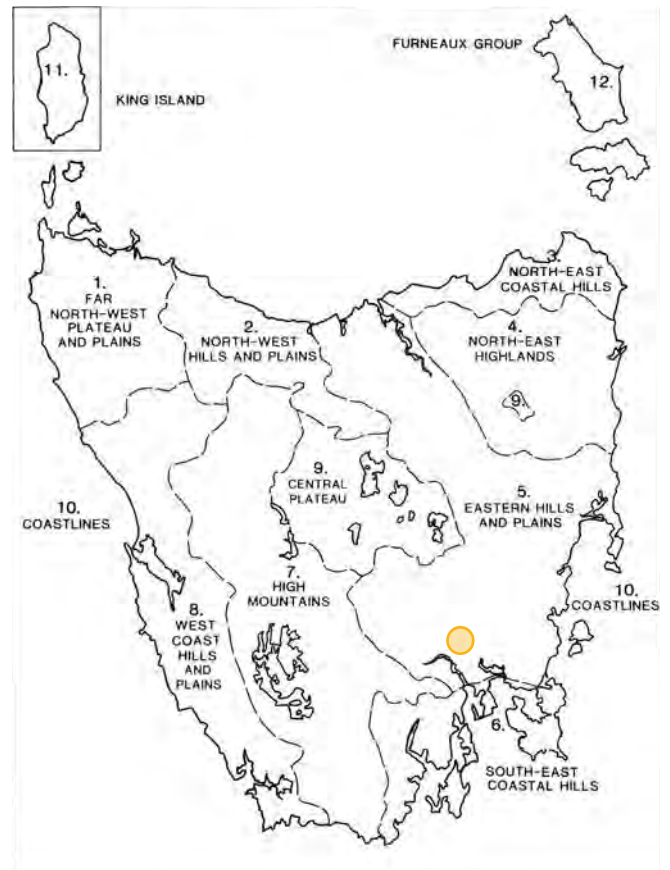 11.
KING ISLAND
FURNEAUX GROUP
12.
1.
FAR
NORTH-WEST
PLATEAU
AND PLAINS
2.
NORTH-WEST
HILLS AND PLAINS
3.
NORTH-EAST
COASTAL HILLS
4.
NORTH-EAST
HIGHLANDS
9.
9.
CENTRAL
PLATEAU
5.
EASTERN HILLS
AND PLAINS
10.
COASTLINES
7.
HIGH
MOUNTAINS
10.
COASTLINES
8.
WEST
COAST
HILLS
AND
PLAINS
6.
SOUTH-EAST
COASTAL HILLS